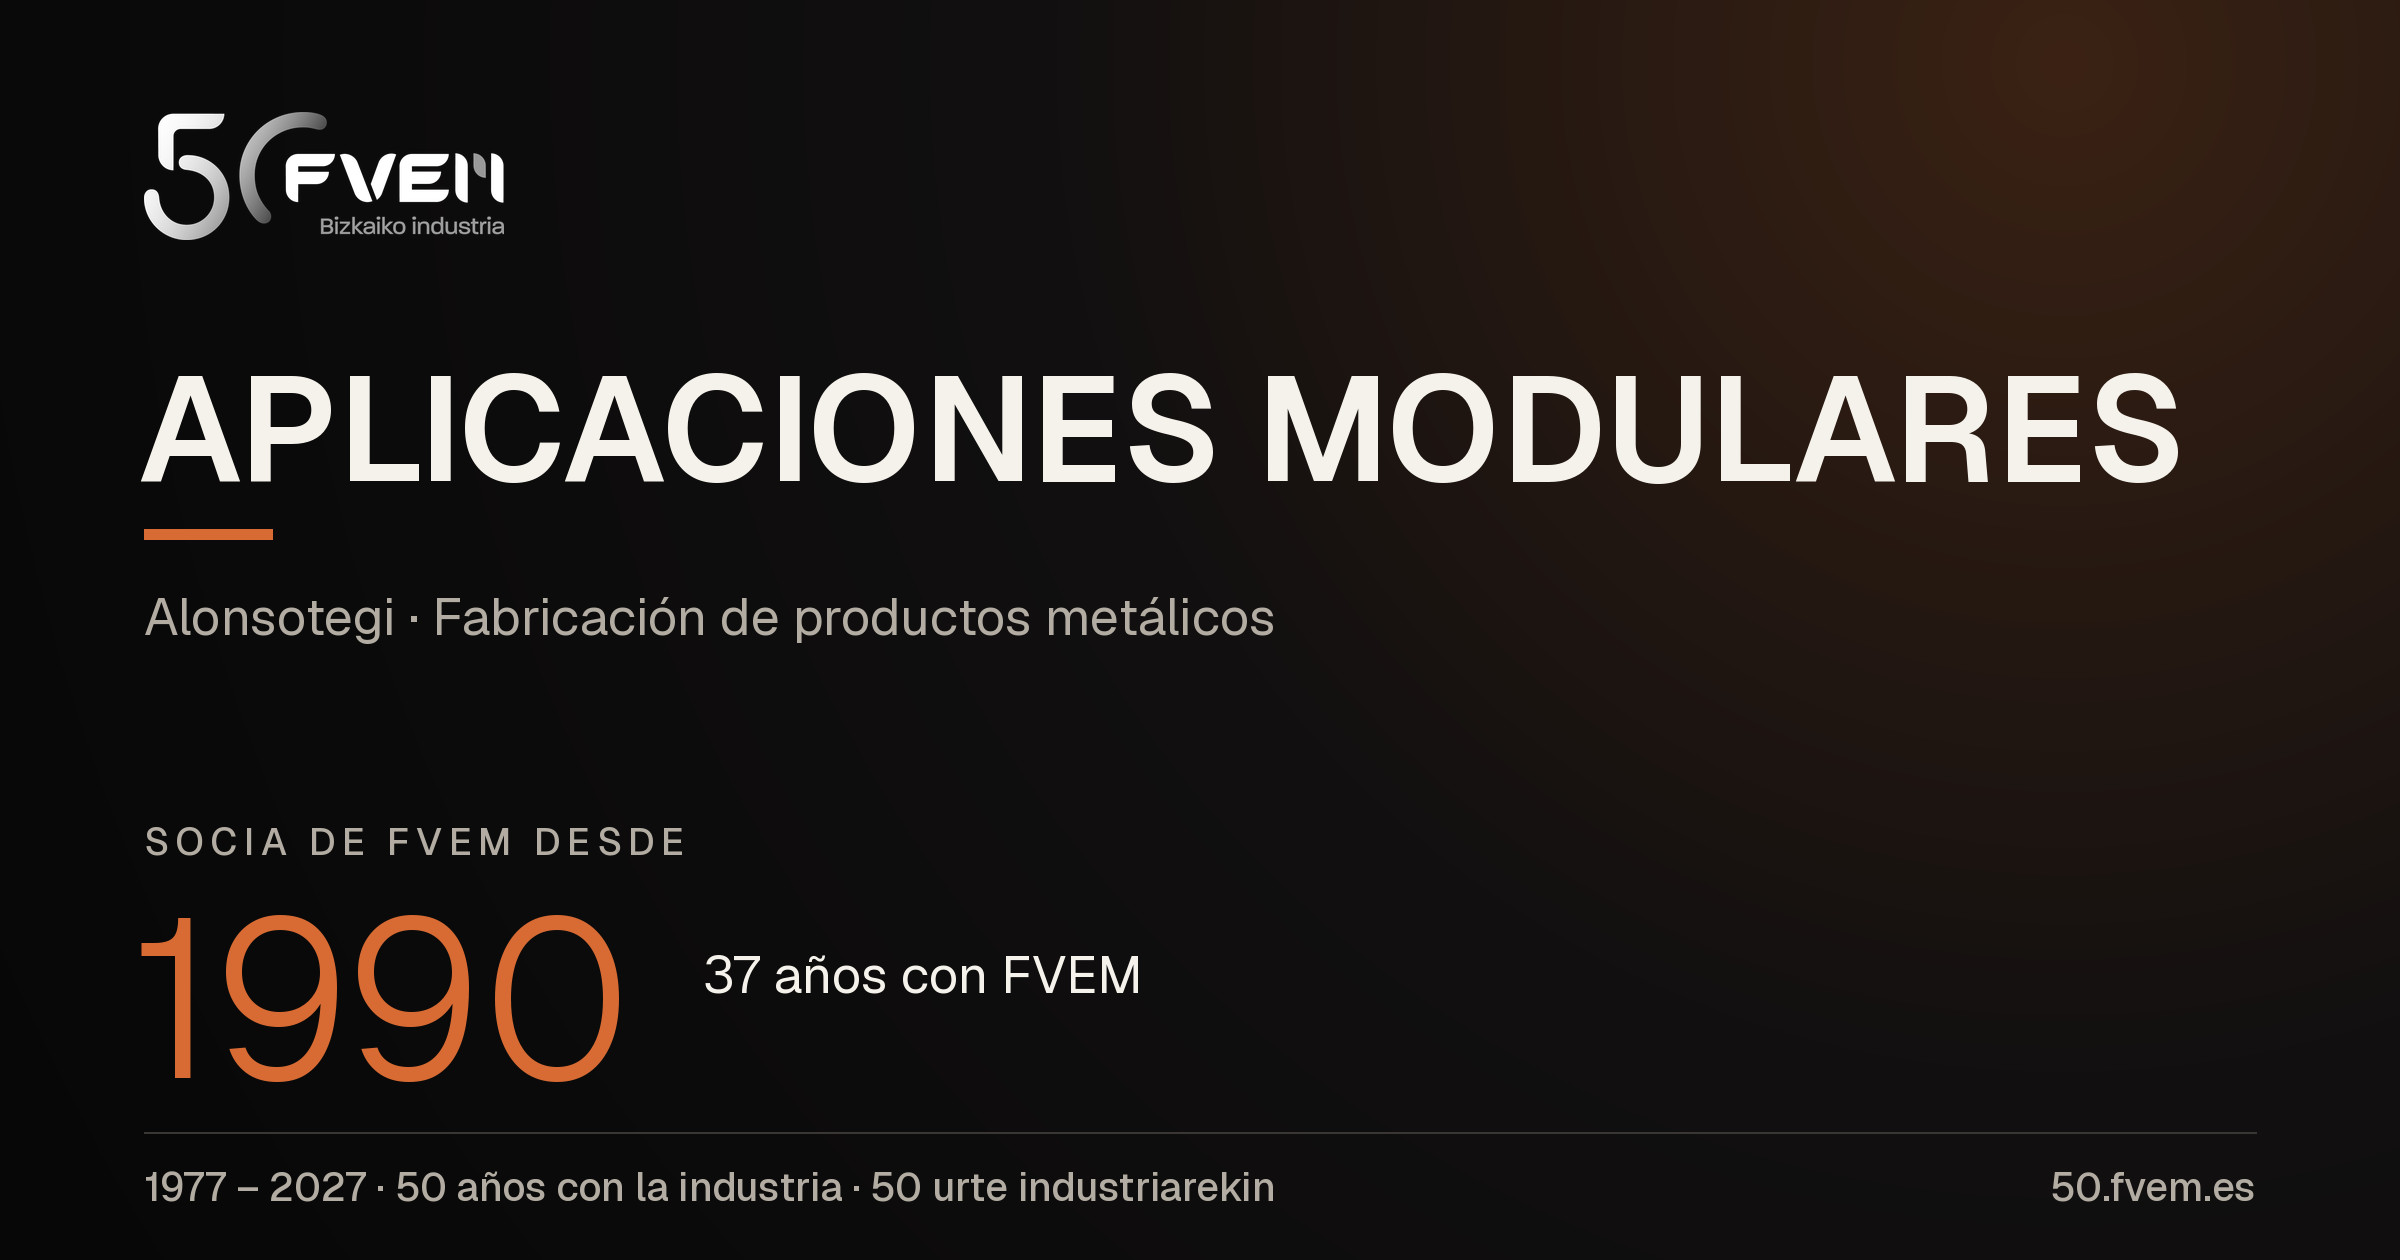 50 FVEM
Bizkaiko industria
APLICACIONES MODULARES
Alonsotegi · Fabricación de productos metálicos
SOCIA DE FVEM DESDE
1990
37 años con FVEM
1977 – 2027 · 50 años con la industria · 50 urte industriarekin
50.fvem.es